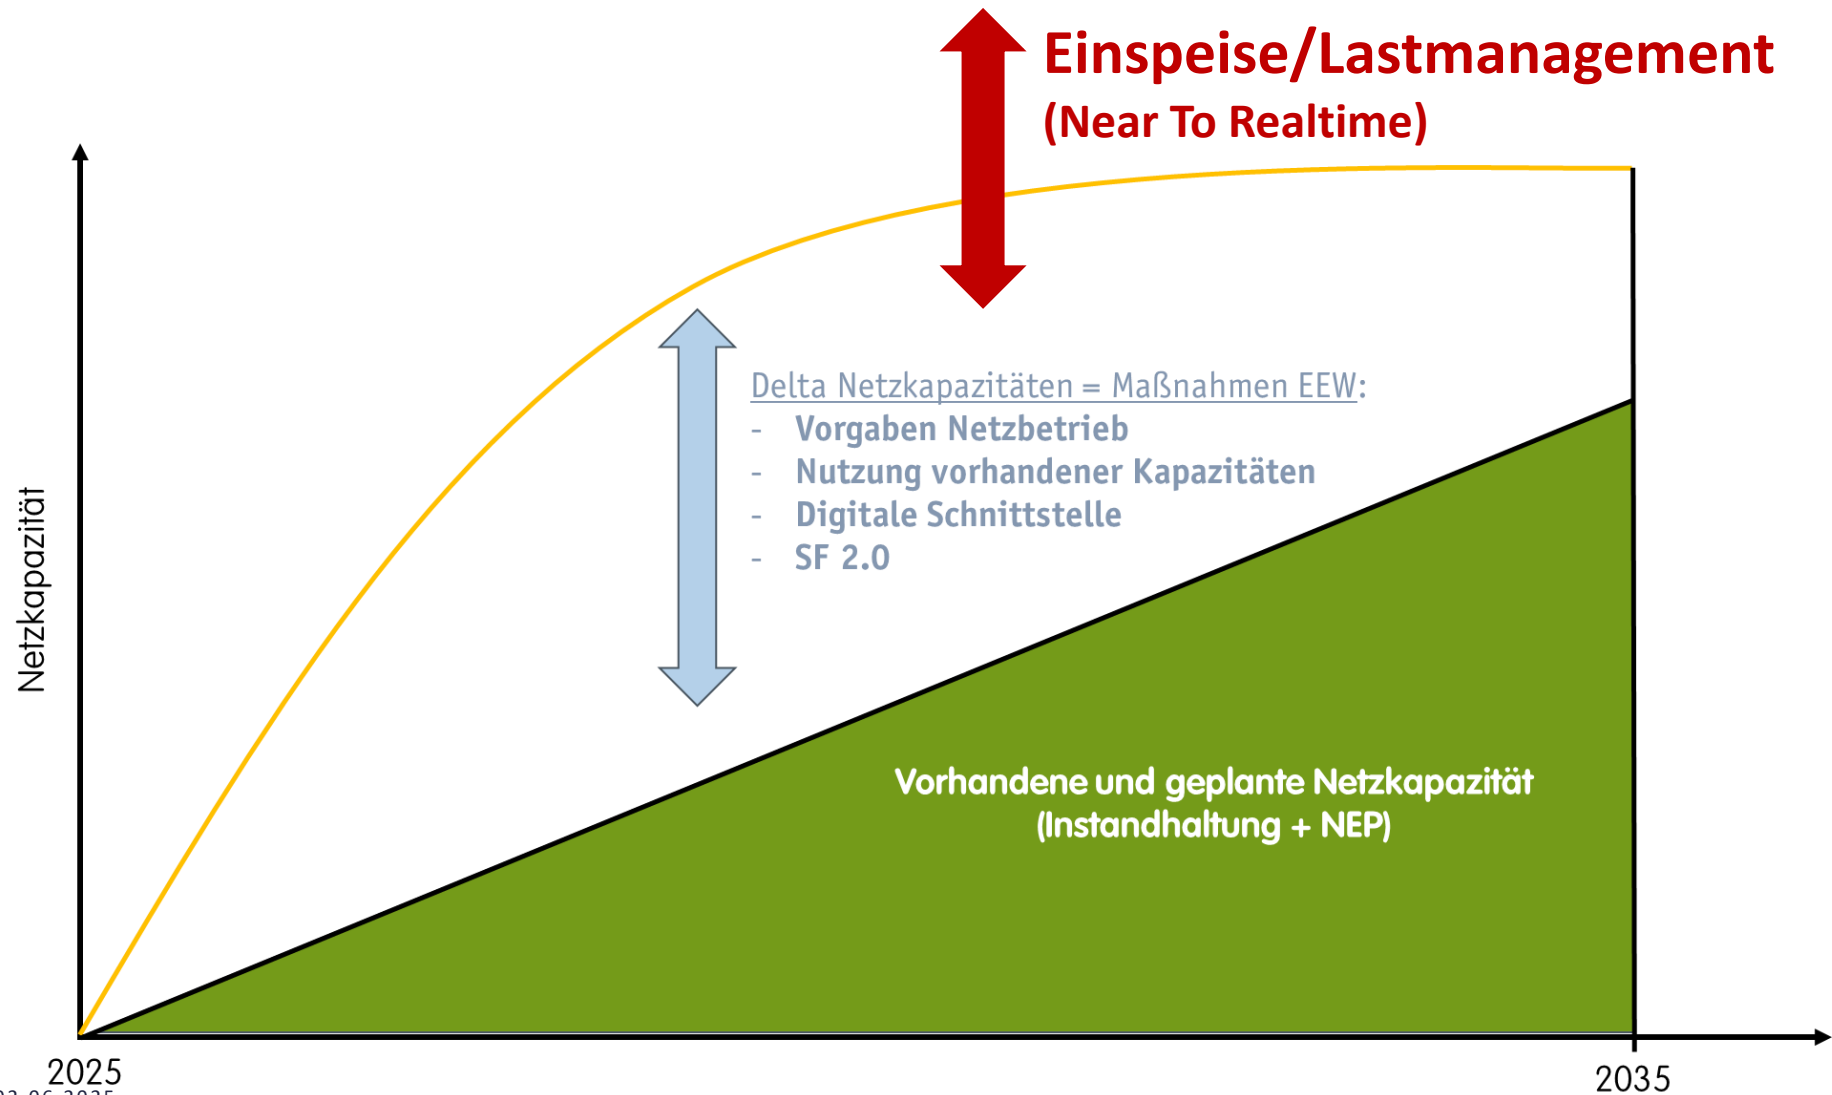 Einspeise/Lastmanagement
(Near To Realtime)
Netzkapazität
Delta Netzkapazitäten = Maßnahmen EEW:
- Vorgaben Netzbetrieb
- Nutzung vorhandener Kapazitäten
- Digitale Schnittstelle
- SF 2.0
Vorhandene und geplante Netzkapazität
(Instandhaltung + NEP)
2025
2035